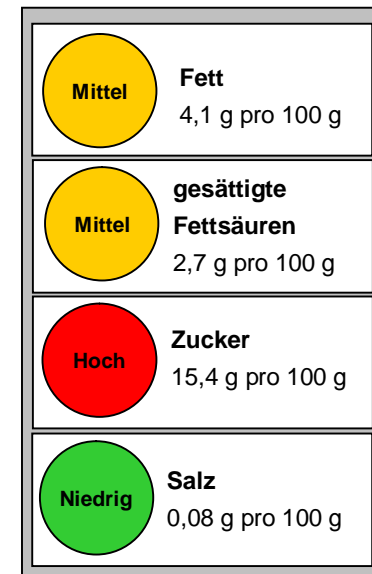 Mittel
Fett
4,1 g pro 100 g
Mittel
gesättigte
Fettsäuren
2,7 g pro 100 g
Hoch
Zucker
15,4 g pro 100 g
Niedrig
Salz
0,08 g pro 100 g